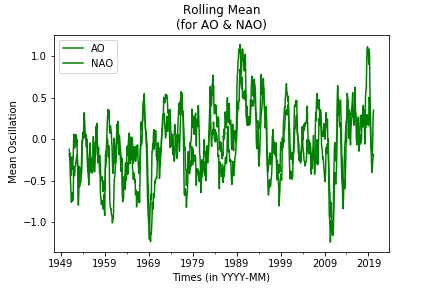 Rolling Mean
(for AO & NAO)
AO
NAO
1.0
0.5
0.0
−0.5
−1.0
Mean Oscillation
1949 1959 1969 1979 1989 1999 2009 2019
Times (in YYYY-MM)